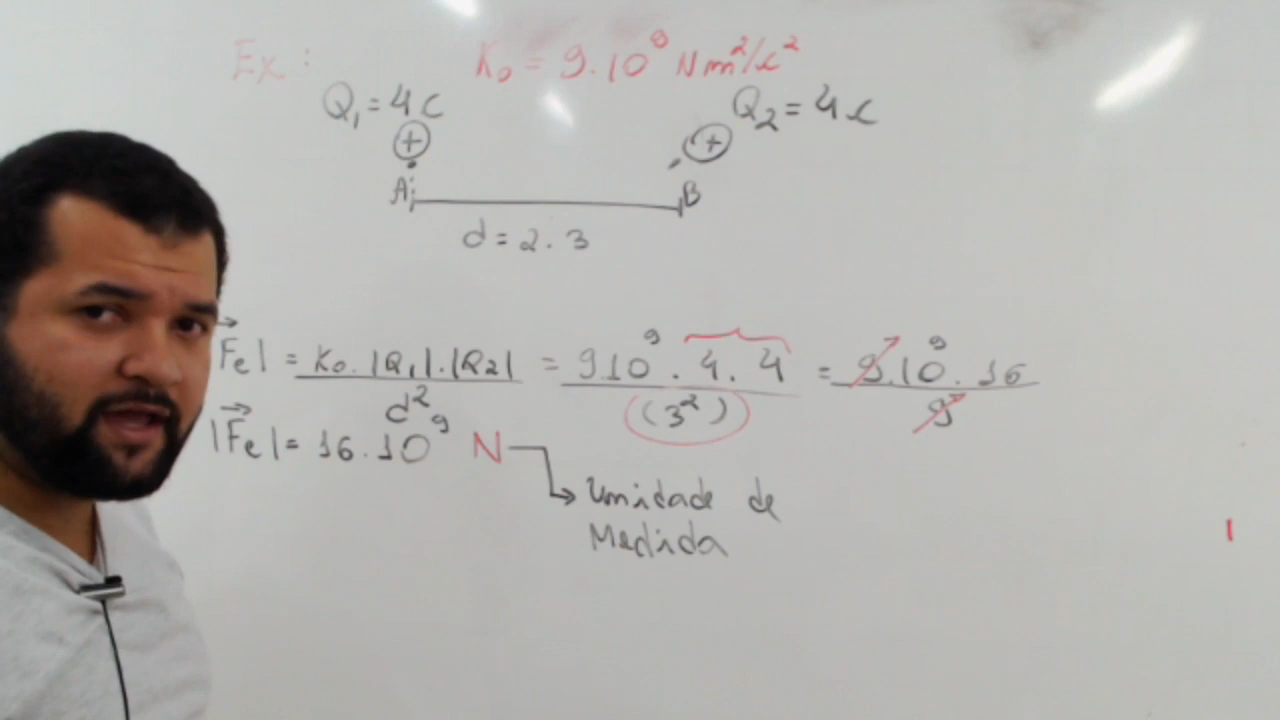 Ex: K₀ = 9.10⁹ Nm²/c²
Q₁ = 4C Q₂ = 4c
+ +
A B
d = 2.3
|Fe| = K₀.|Q₁|.|Q₂| / d² = 9.10⁹.4.4 / (3²) = 9.10⁹.16 / 9
|Fe| = 16.10⁹ N → Unidade de
Medida